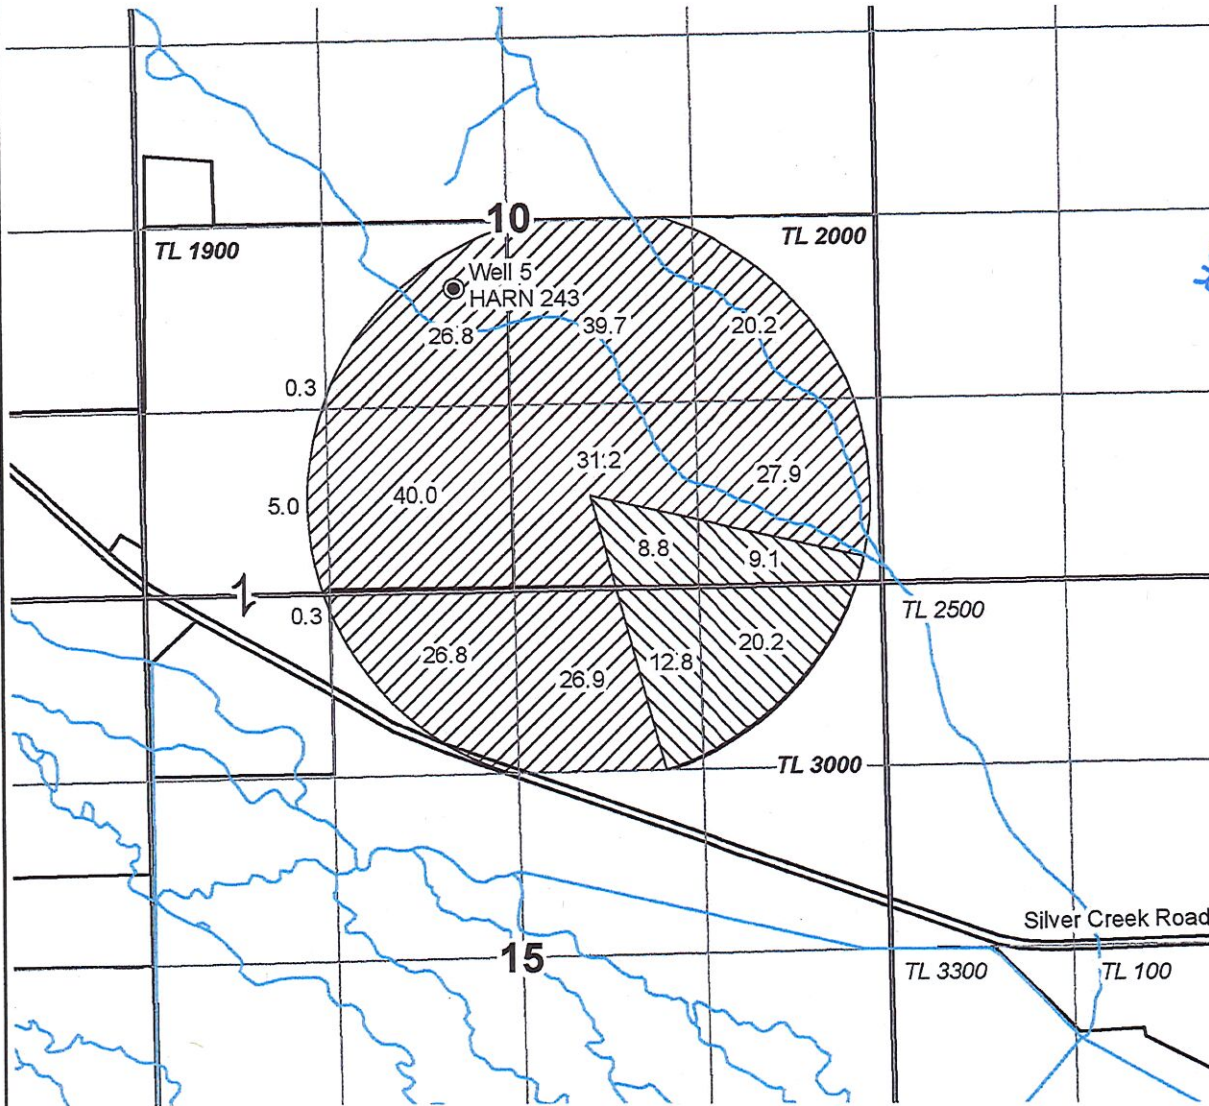 10
TL 1900
TL 2000
Well 5
HARN 243
26.8
39.7
20.2
0.3
31.2
27.9
40.0
5.0
8.8
9.1
0.3
TL 2500
26.8
12.8
20.2
26.9
TL 3000
Silver Creek Road
15
TL 3300
TL 100